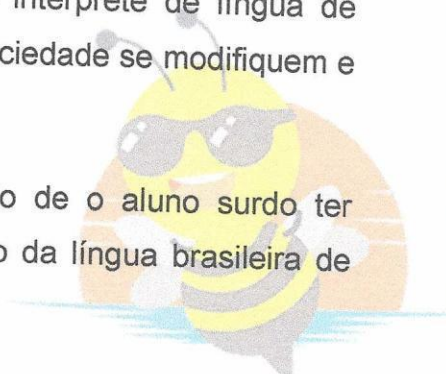 intérprete de língua de
ciedade se modifiquem e
o de o aluno surdo ter
o da língua brasileira de